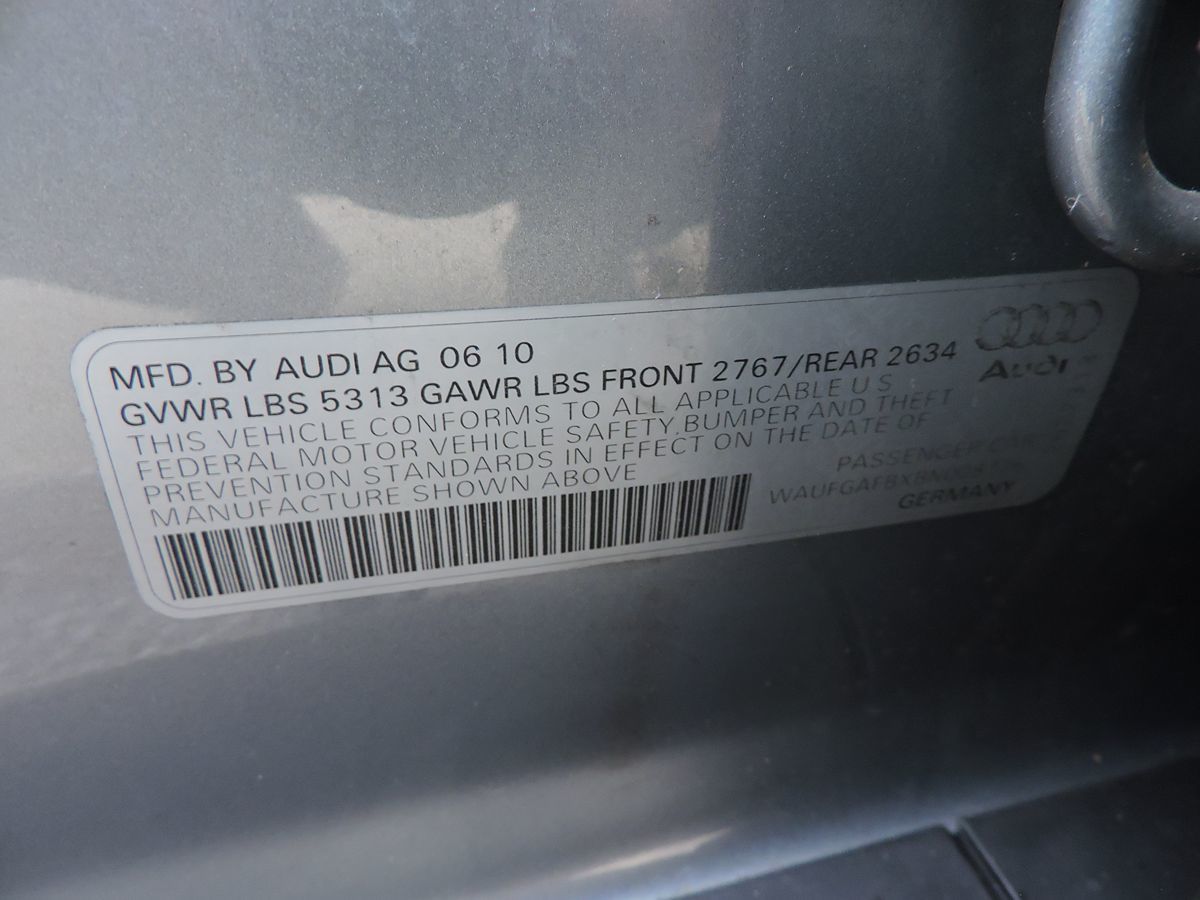 MFD. BY AUDI AG 06 10
GVWR LBS 5313 GAWR LBS FRONT 2767/REAR 2634
THIS VEHICLE CONFORMS TO ALL APPLICABLE U S
FEDERAL MOTOR VEHICLE SAFETY,BUMPER AND THEFT
PREVENTION STANDARDS IN EFFECT ON THE DATE OF
MANUFACTURE SHOWN ABOVE
Audi
PASSENGER CAR
GERMANY